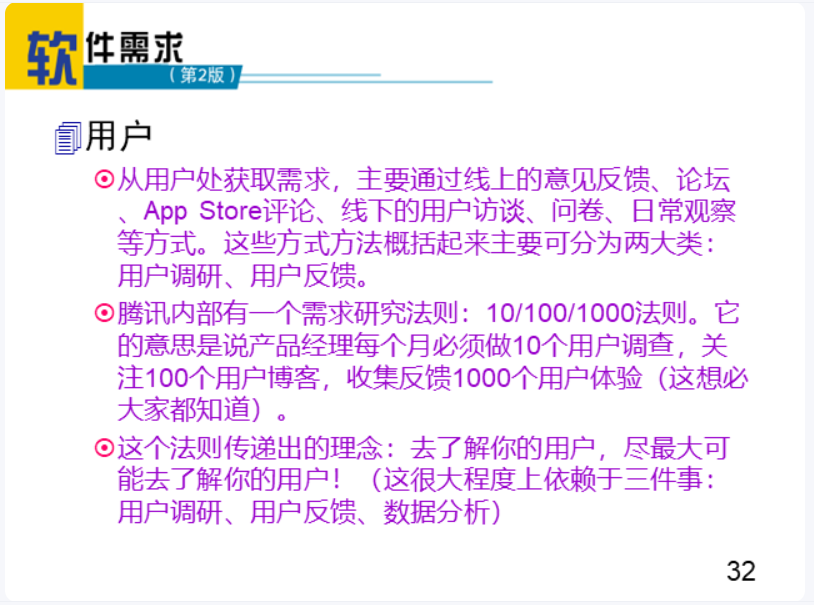 软件需求
（第2版）
用户
从用户处获取需求，主要通过线上的意见反馈、论坛
、App Store评论、线下的用户访谈、问卷、日常观察
等方式。这些方式方法概括起来主要可分为两大类：
用户调研、用户反馈。
腾讯内部有一个需求研究法则：10/100/1000法则。它
的意思是说产品经理每个月必须做10个用户调查，关
注100个用户博客，收集反馈1000个用户体验（这想必
大家都知道）。
这个法则传递出的理念：去了解你的用户，尽最大可
能去了解你的用户！（这很大程度上依赖于三件事：
用户调研、用户反馈、数据分析）
32